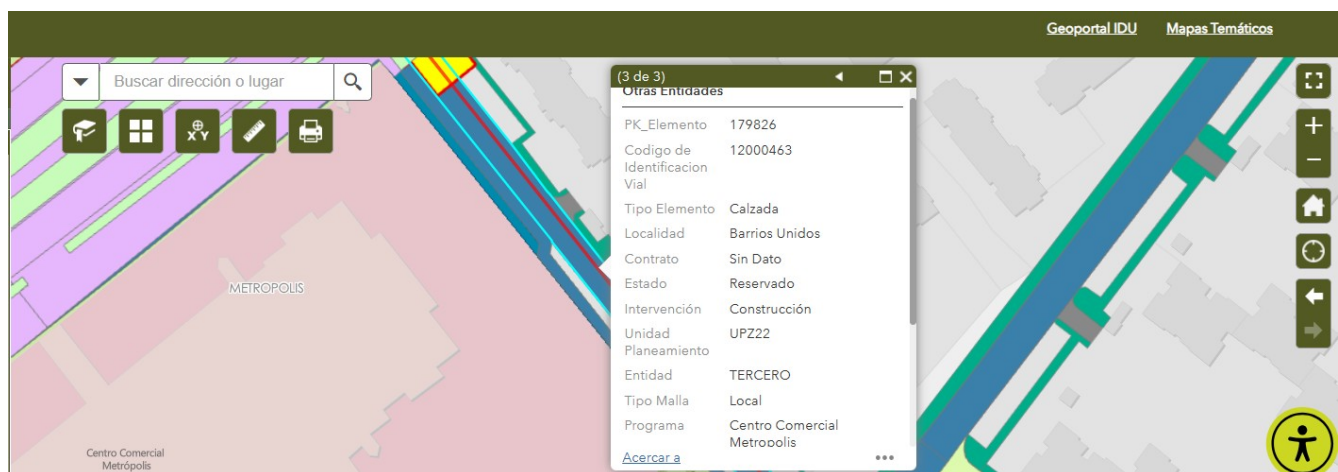 Geoportal IDU Mapas Temáticos
Buscar dirección o lugar
X Y
METROPOLIS
Centro Comercial
Metrópolis
(3 de 3)
Otras Entidades
PK_Elemento 179826
Codigo de 12000463
Identificacion
Vial
Tipo Elemento Calzada
Localidad Barrios Unidos
Contrato Sin Dato
Estado Reservado
Intervención Construcción
Unidad UPZ22
Planeamiento
Entidad TERCERO
Tipo Malla Local
Programa Centro Comercial
Metropolis
Acercar a